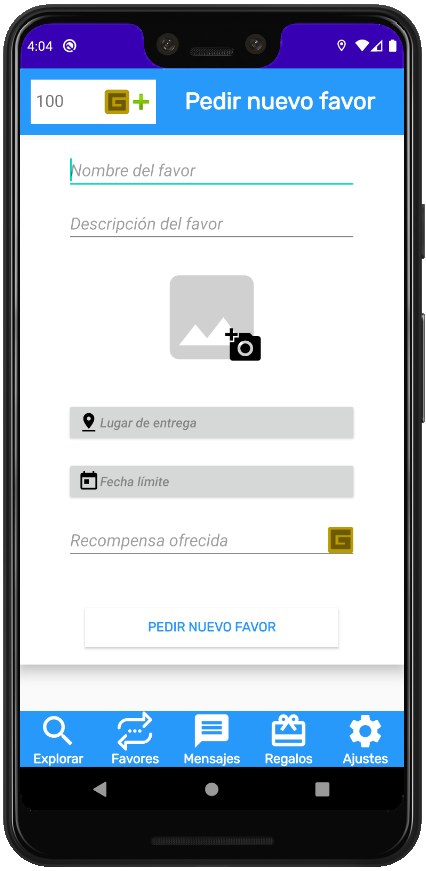 4:04
100 G Pedir nuevo favor
Nombre del favor
Descripción del favor
Lugar de entrega
Fecha límite
Recompensa ofrecida G
PEDIR NUEVO FAVOR
Explorar Favores Mensajes Regalos Ajustes